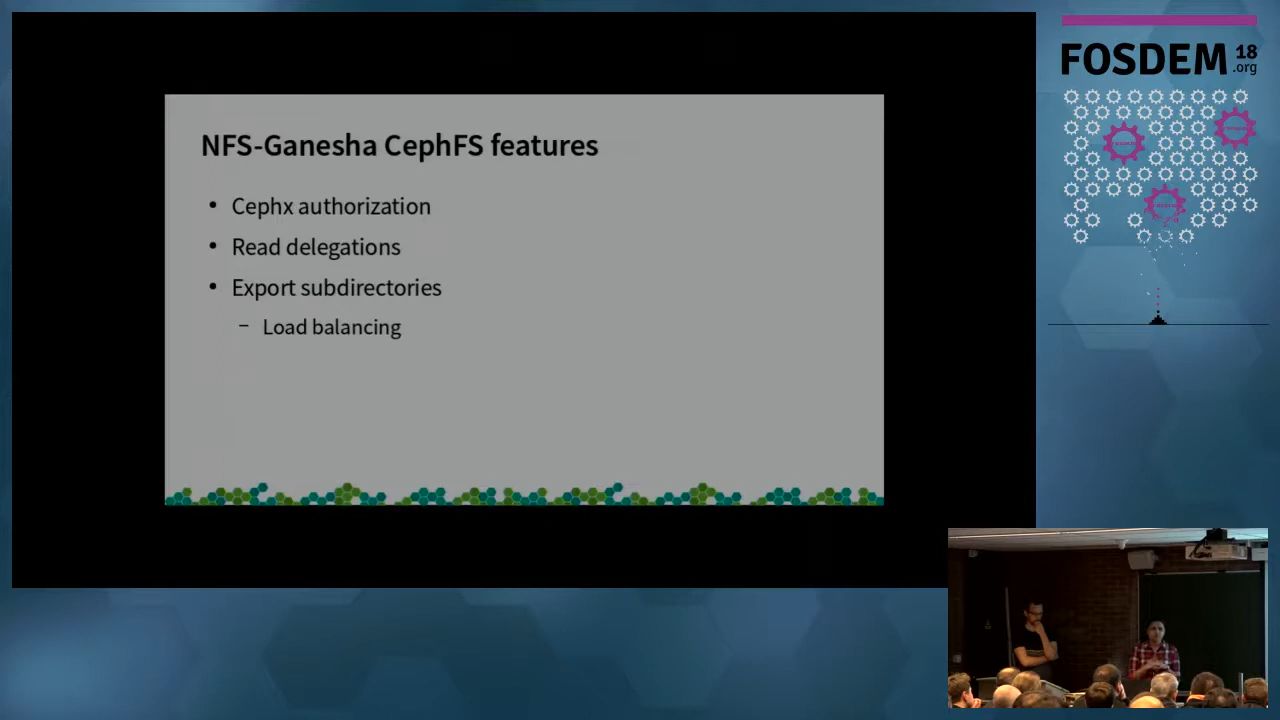 NFS-Ganesha CephFS features
• Cephx authorization
• Read delegations
• Export subdirectories
– Load balancing
FOSDEM 18
.org